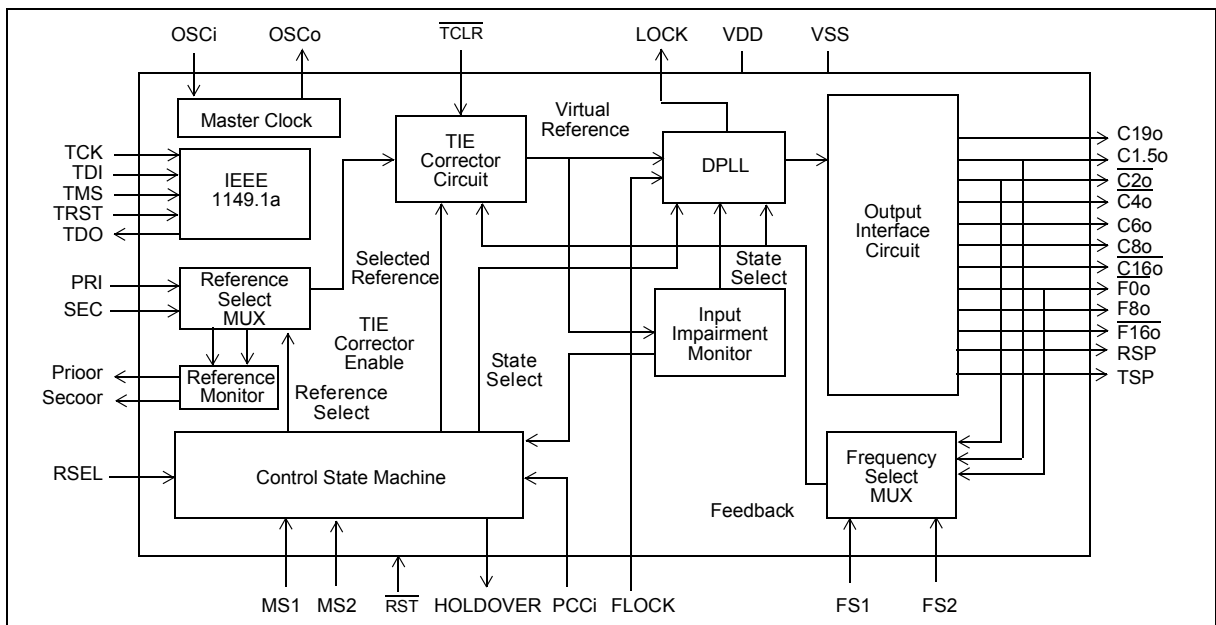 OSCi
OSCo
TCLR
LOCK
VDD
VSS
Master Clock
TCK
TDI
TMS
TRST
TDO
IEEE
1149.1a
TIE
Corrector
Circuit
Virtual
Reference
DPLL
Output
Interface
Circuit
C19o
C1.5o
C2o
C4o
C6o
C8o
C16o
F0o
F8o
F16o
RSP
TSP
PRI
SEC
Reference
Select
MUX
Selected
Reference
State
Select
Input
Impairment
Monitor
TIE
Corrector
Enable
Prioor
Secoor
Reference
Monitor
Reference
Select
State
Select
RSEL
Control State Machine
Frequency
Select
MUX
Feedback
MS1
MS2
RST
HOLDOVER
PCCi
FLOCK
FS1
FS2